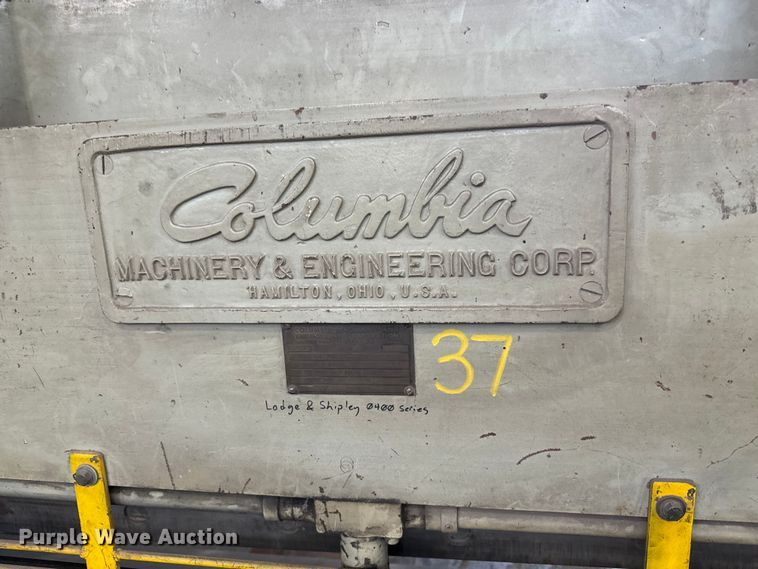 Columbia
MACHINERY & ENGINEERING CORP.
HAMILTON, OHIO, U.S.A.
37
Lodge & Shipley 0400 series
Purple Wave Auction